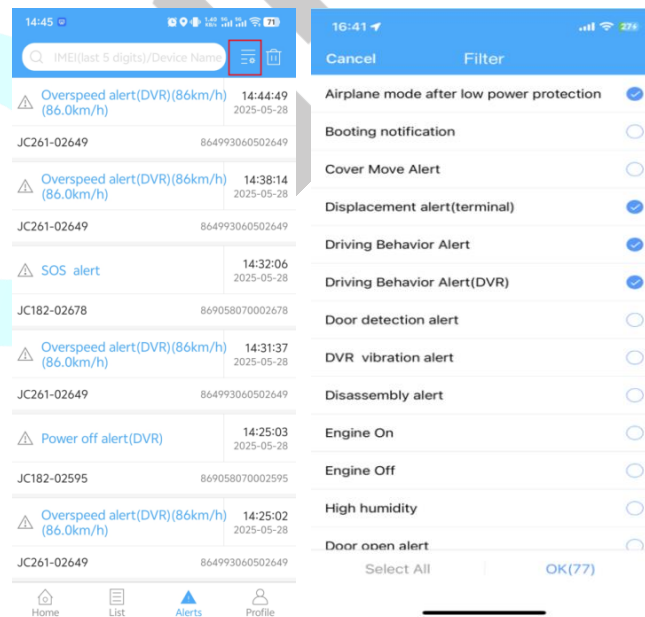 14:45
71
IMEI(last 5 digits)/Device Name
Overspeed alert(DVR)(86km/h)
(86.0km/h)
14:44:49
2025-05-28
JC261-02649
864993060502649
Overspeed alert(DVR)(86km/h)
(86.0km/h)
14:38:14
2025-05-28
JC261-02649
864993060502649
SOS alert
14:32:06
2025-05-28
JC182-02678
869058070002678
Overspeed alert(DVR)(86km/h)
(86.0km/h)
14:31:37
2025-05-28
JC261-02649
864993060502649
Power off alert(DVR)
14:25:03
2025-05-28
JC182-02595
869058070002595
Overspeed alert(DVR)(86km/h)
(86.0km/h)
14:25:02
2025-05-28
JC261-02649
864993060502649
Home
List
Alerts
Profile
16:41
Cancel
Filter
Airplane mode after low power protection
Booting notification
Cover Move Alert
Displacement alert(terminal)
Driving Behavior Alert
Driving Behavior Alert(DVR)
Door detection alert
DVR vibration alert
Disassembly alert
Engine On
Engine Off
High humidity
Door open alert
Select All
OK(77)